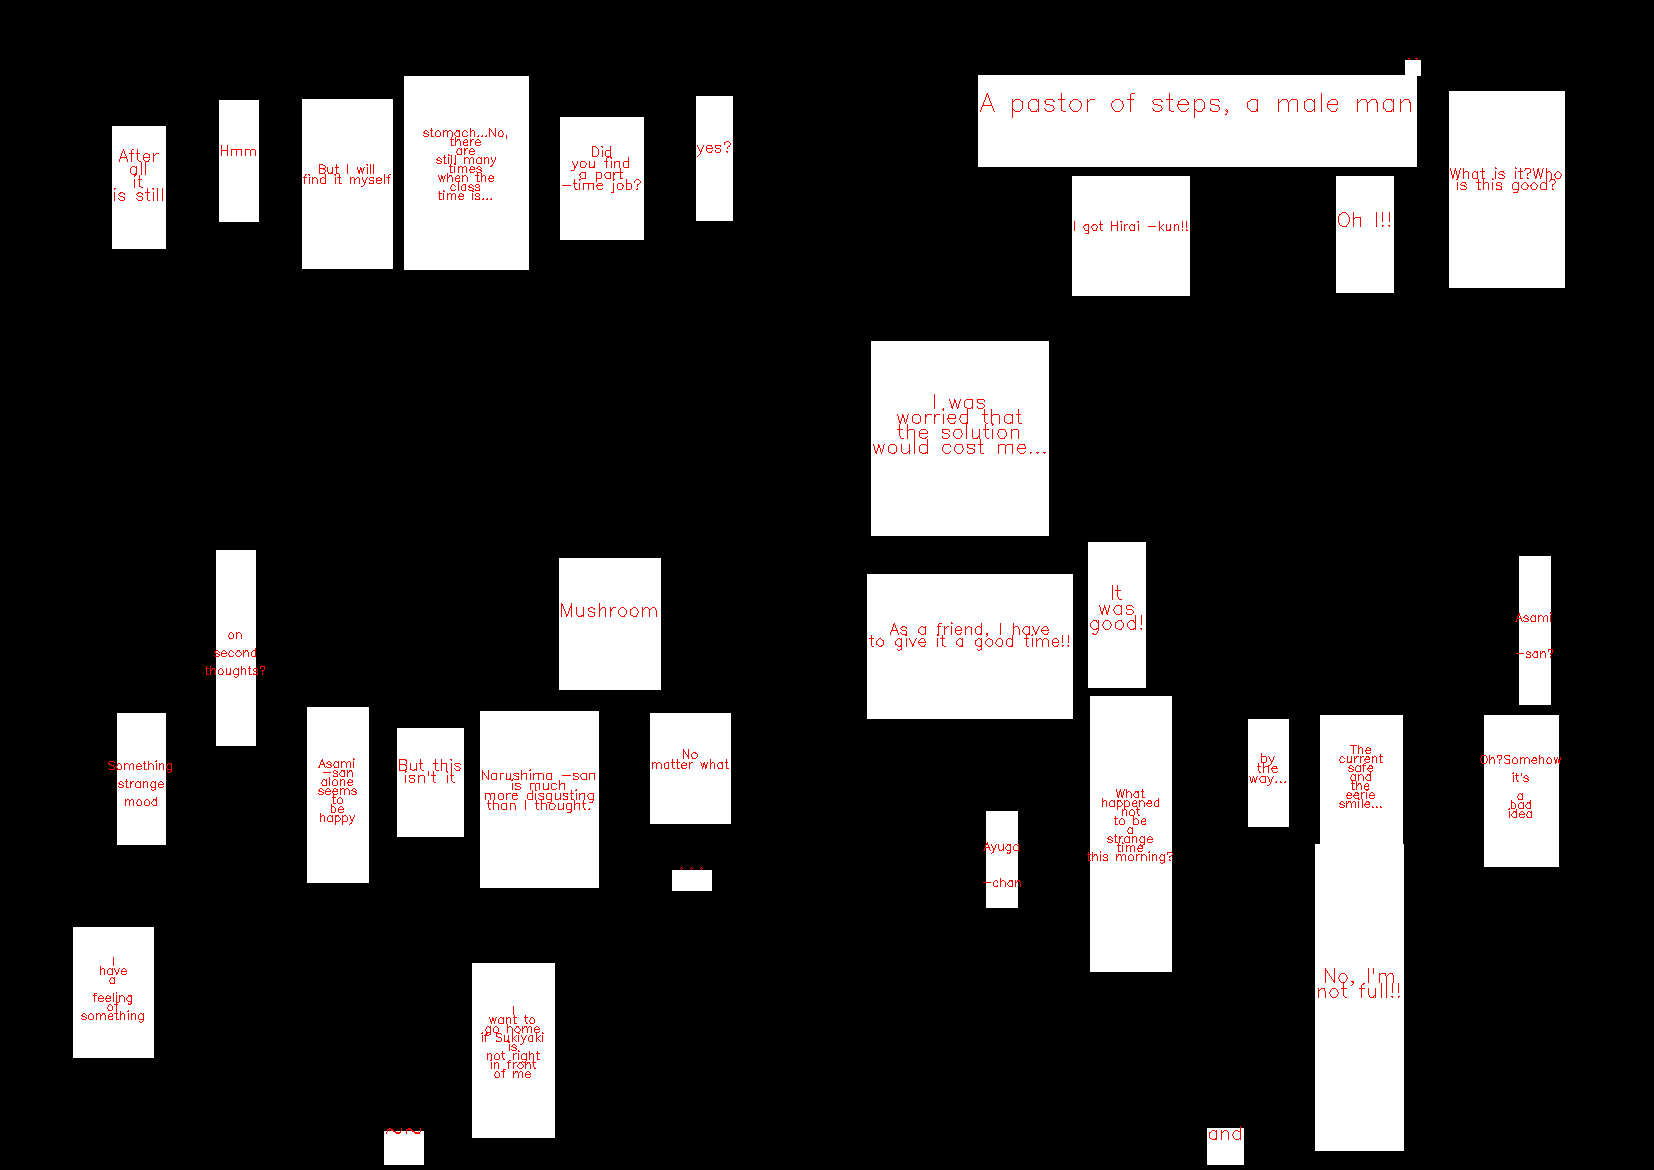 A pastor of steps, a male man
What is it?Who
is this good?
Oh I!!
I got Hirai -kun!!
I was
worried that
the solution
would cost me...
Asami
-san?
It
was
good!
As a friend, I have
to give it a good time!!
Oh?Somehow
it's
a
bad
idea
The
current
safe
and
the
eerie
smile...
by
the
way...
What
happened
not
to be
a
strange
time
this morning?
Ayuga
-chan
No, I'm
not full!!
and
yes?
Did
you find
a part
-time job?
stomach...No,
there
are
still many
times
when the
class
time is...
But I will
find it myself
Hmm
After
all
it
is still
Mushroom
on
second
thoughts?
No
matter what
Narushima -san
is much
more disgusting
than I thought.
But this
isn't it
Asami
-san
alone
seems
to
be
happy
Something
strange
mood
I
have
a
feeling
of
something
I
want to
go home.
if Sukiyaki
is
not right
in front
of me